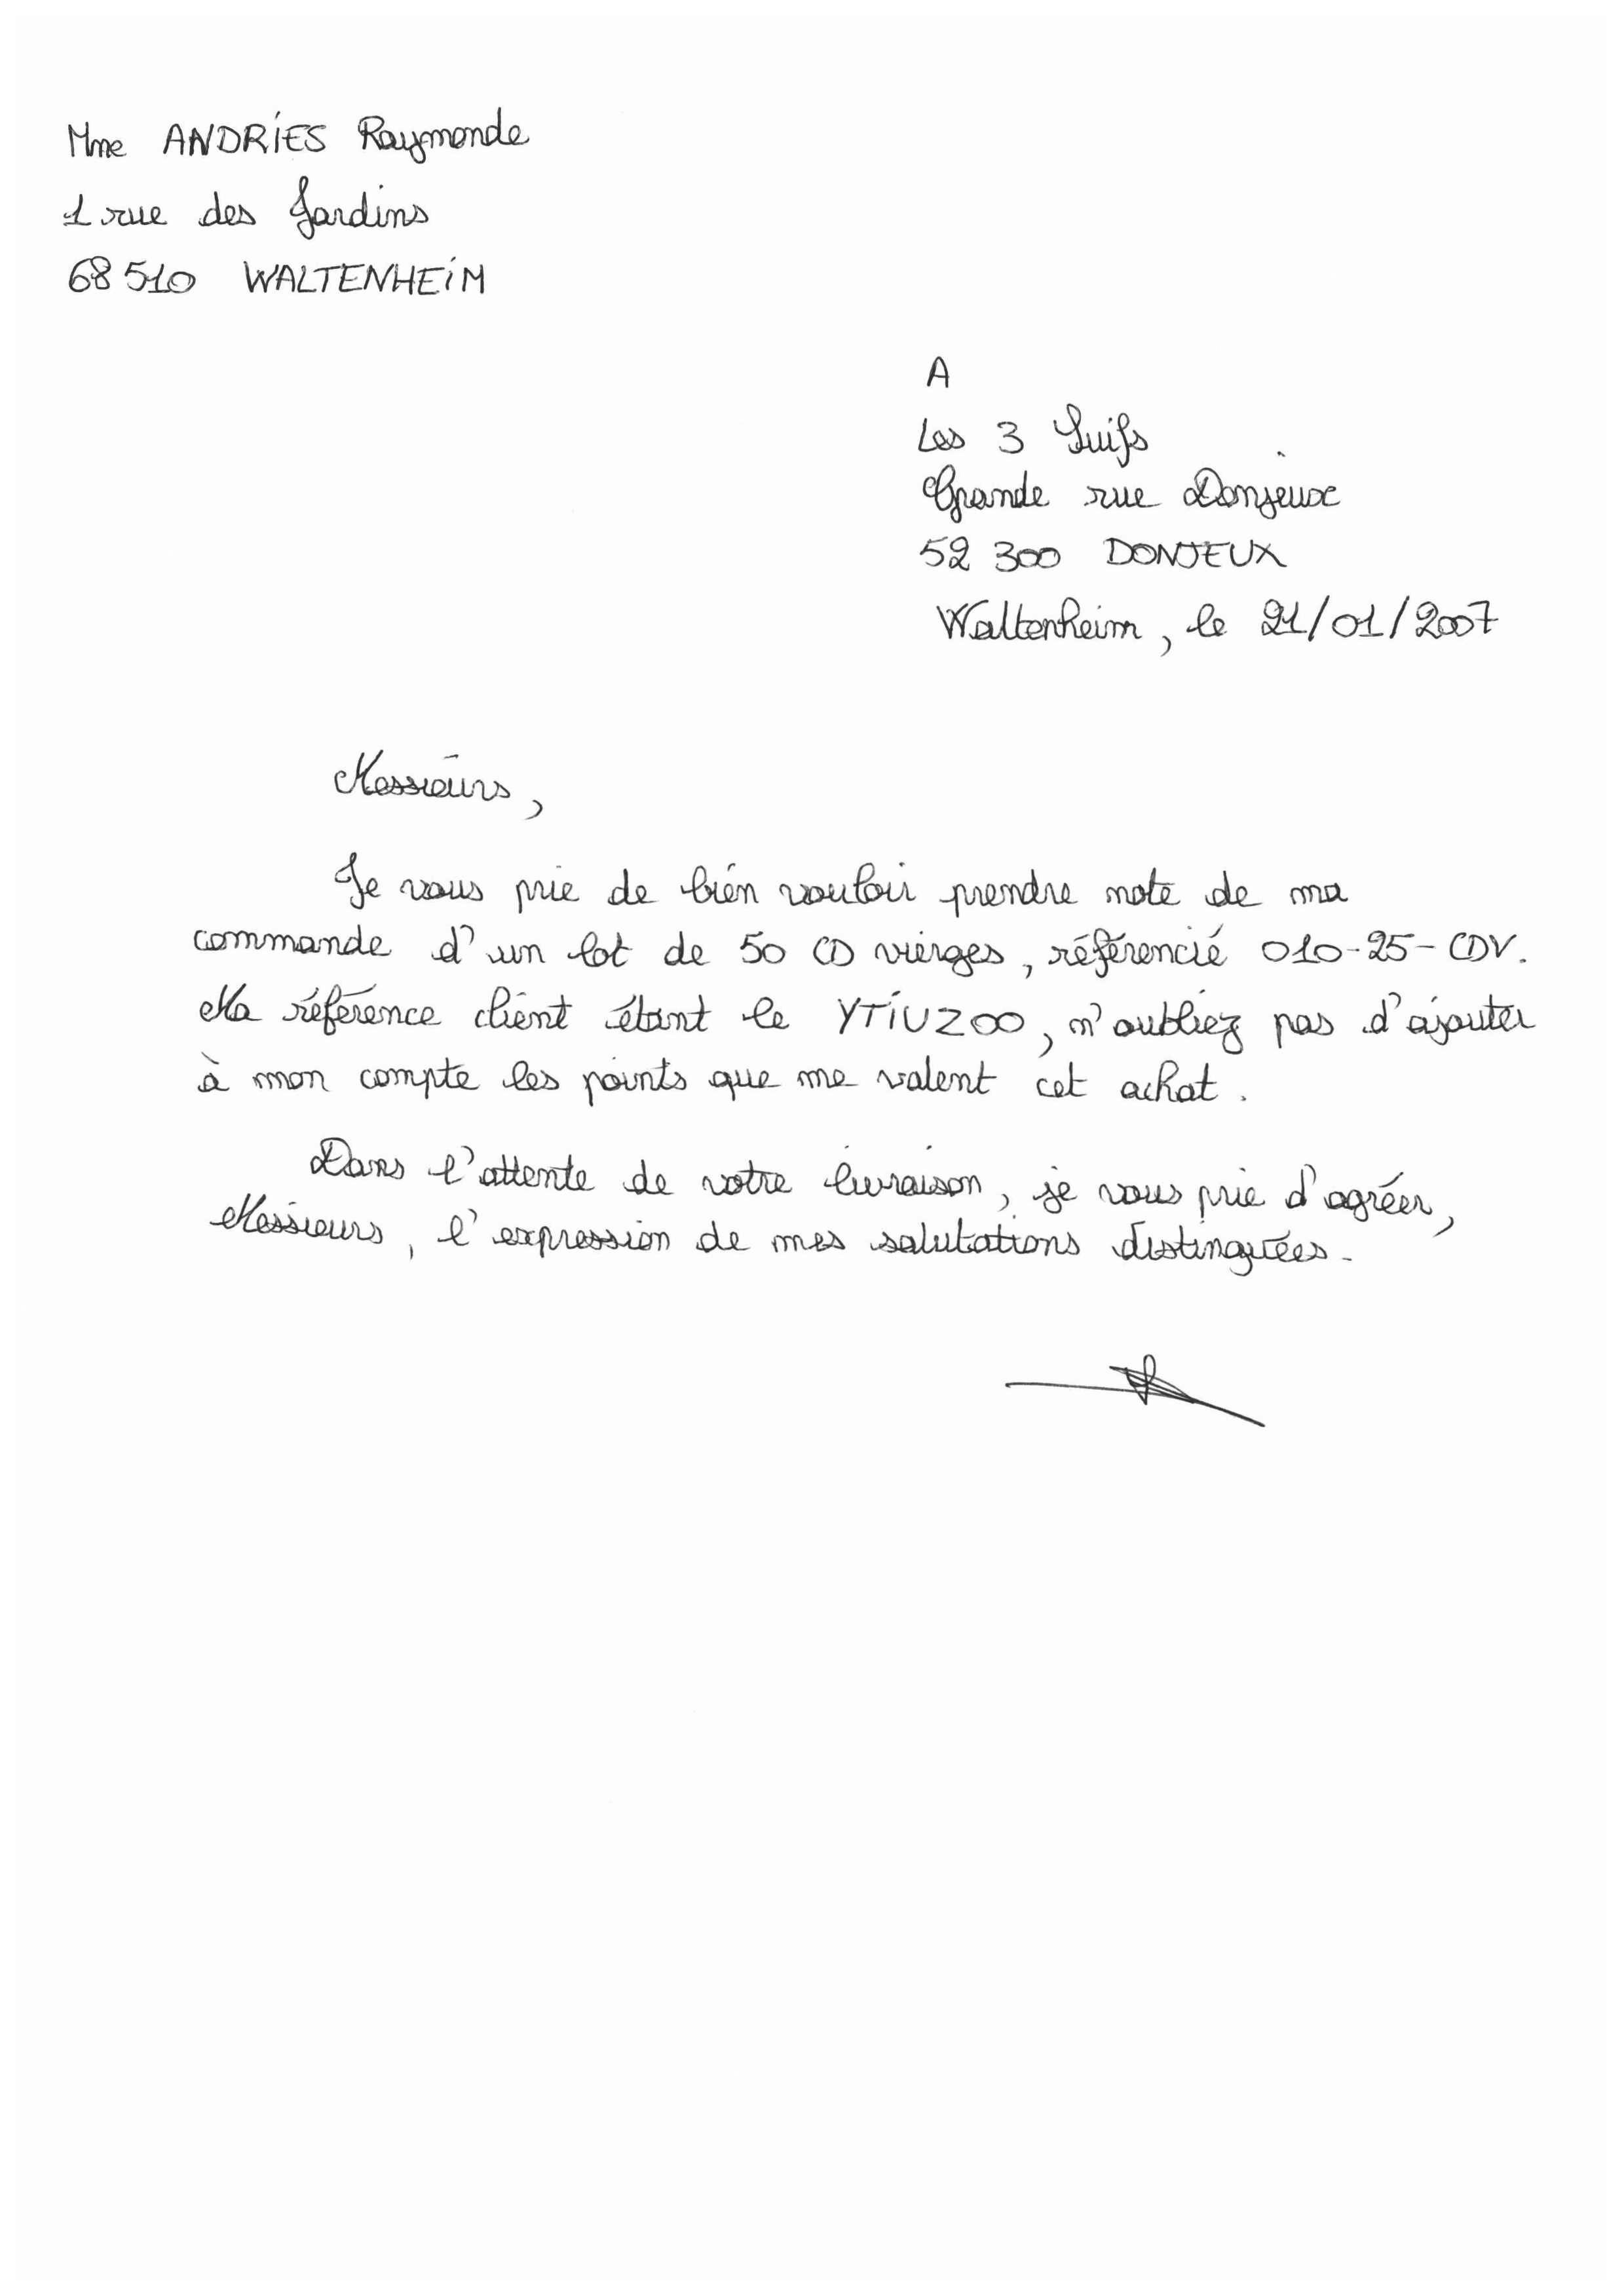 Mme ANDRIES Raymonde
1 rue des Jardins
68 510 WALTENHEIM
A
Les 3 Suifs
Grande rue Donjeux
52 300 DONJEUX
Waltenheim, le 21/01/2007
Messieurs,
Je vous prie de bien vouloir prendre note de ma
commande d'un lot de 50 CD vierges, référencié 010-25-CDV.
Ma référence client étant le YTIUZOO, n'oubliez pas d'ajouter
à mon compte les points que me valent cet achat.
Dans l'attente de votre livraison, je vous prie d'agréer,
Messieurs, l'expression de mes salutations distinguées.